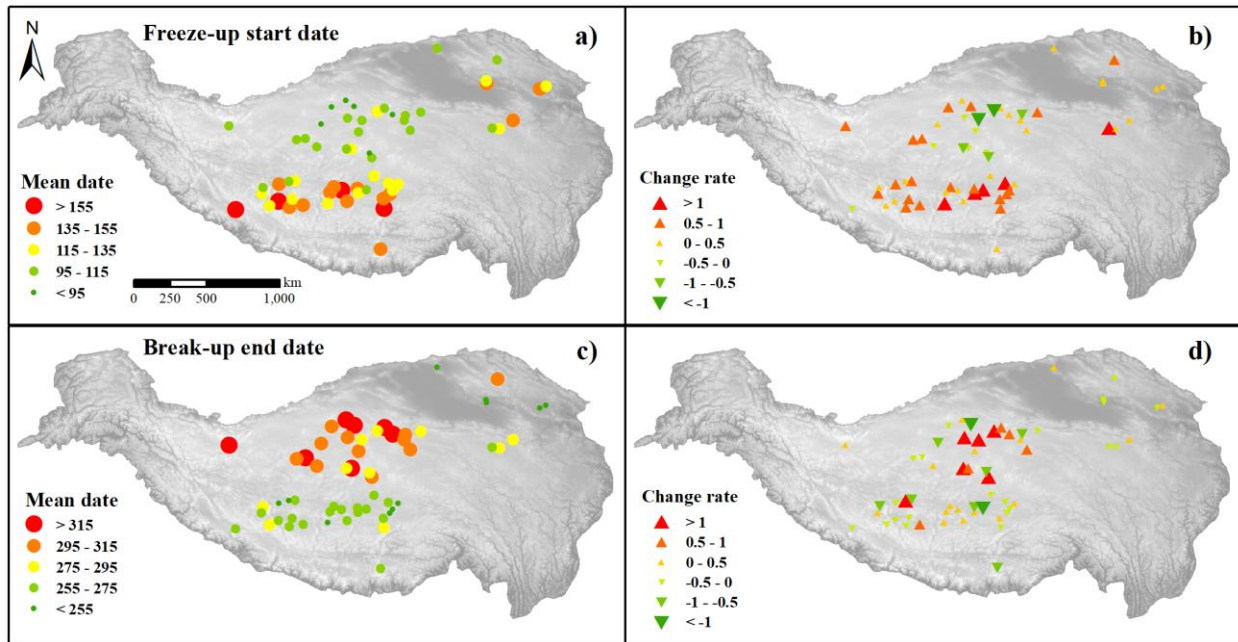 N
Freeze-up start date
a)
Mean date
> 155
135 - 155
115 - 135
95 - 115
< 95
km
0 250 500 1,000
b)
Change rate
> 1
0.5 - 1
0 - 0.5
-0.5 - 0
-1 - -0.5
< -1
Break-up end date
c)
Mean date
> 315
295 - 315
275 - 295
255 - 275
< 255
d)
Change rate
> 1
0.5 - 1
0 - 0.5
-0.5 - 0
-1 - -0.5
< -1